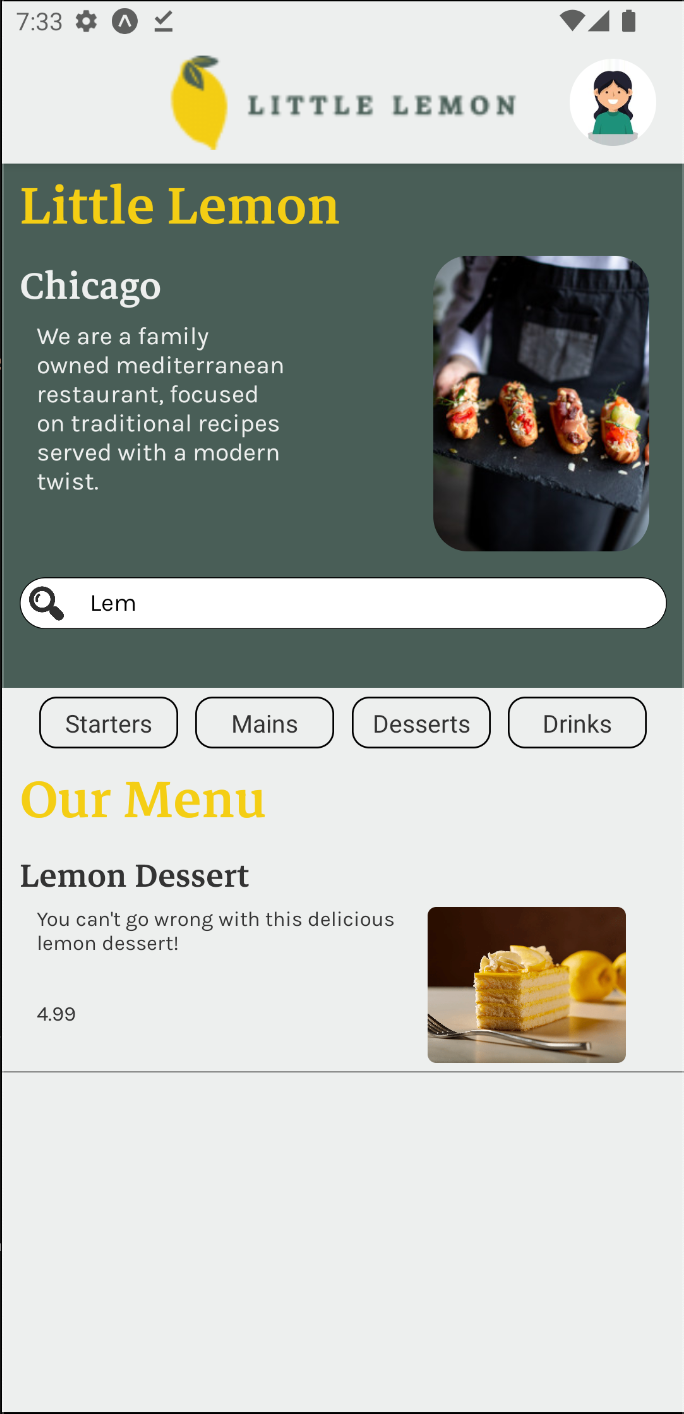 7:33
LITTLE LEMON
Little Lemon
Chicago
We are a family
owned mediterranean
restaurant, focused
on traditional recipes
served with a modern
twist.
Lem
Starters Mains Desserts Drinks
Our Menu
Lemon Dessert
You can't go wrong with this delicious
lemon dessert!
4.99